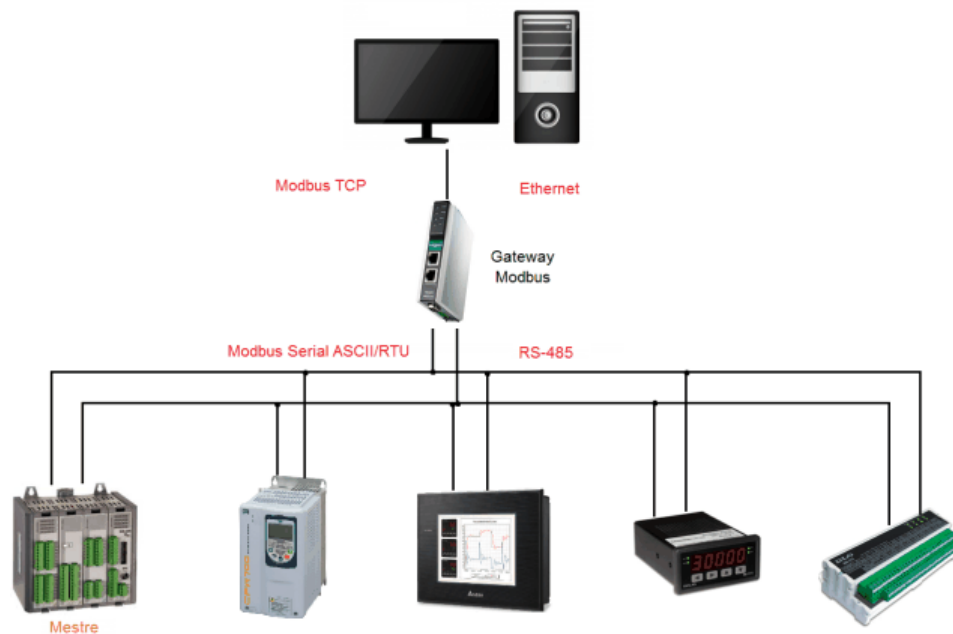 Modbus TCP
Ethernet
Gateway
Modbus
Modbus Serial ASCII/RTU
RS-485
30000
Mestre